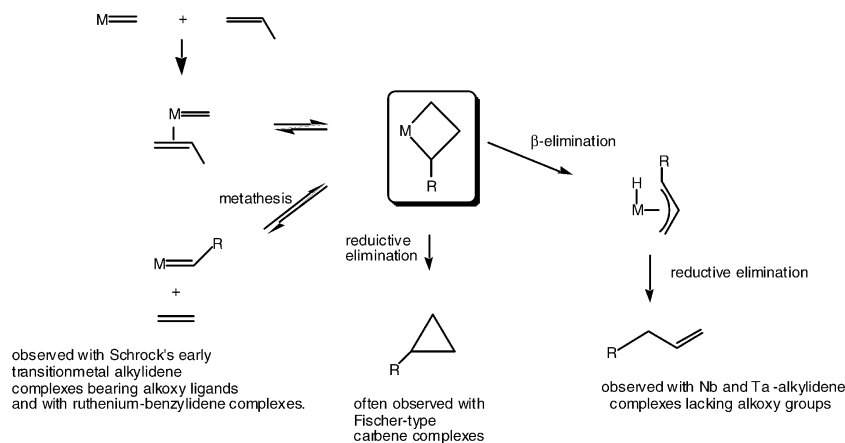 M
+
M
M
R
β-elimination
R
H
M
metathesis
R
M
+
reduictive
elimination
reductive elimination
R
R
observed with Schrock's early
transitionmetal alkylidene
complexes bearing alkoxy ligands
and with ruthenium-benzylidene complexes.
often observed with
Fischer-type
carbene complexes
observed with Nb and Ta -alkylidene
complexes lacking alkoxy groups